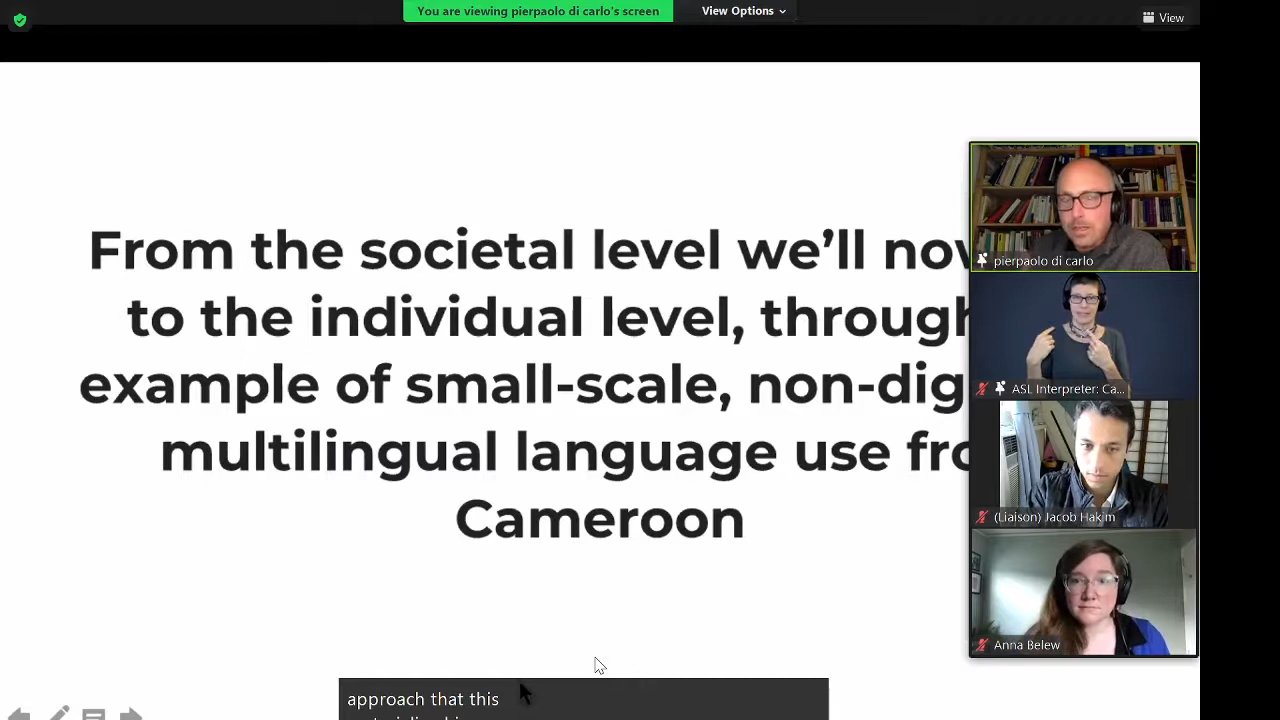 You are viewing pierpaolo di carlo's screen
View Options
View
From the societal level we'll now
to the individual level, through
example of small-scale, non-dig
multilingual language use fro
Cameroon
pierpaolo di carlo
ASL Interpreter: Ca...
(Liaison) Jacob Hakim
Anna Belew
approach that this